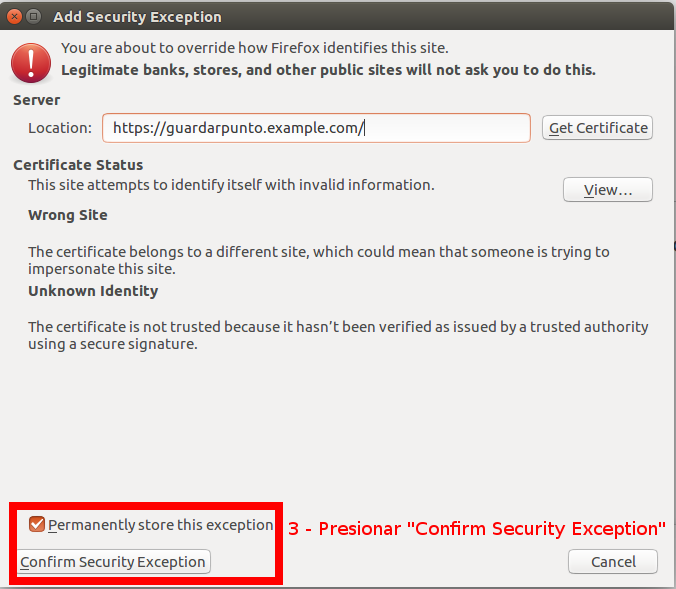 Add Security Exception
You are about to override how Firefox identifies this site.
Legitimate banks, stores, and other public sites will not ask you to do this.
Server
Location: https://guardarpunto.example.com/ Get Certificate
Certificate Status
This site attempts to identify itself with invalid information.
View...
Wrong Site
The certificate belongs to a different site, which could mean that someone is trying to
impersonate this site.
Unknown Identity
The certificate is not trusted because it hasn't been verified as issued by a trusted authority
using a secure signature.
Permanently store this exception
3 - Presionar "Confirm Security Exception"
Confirm Security Exception
Cancel